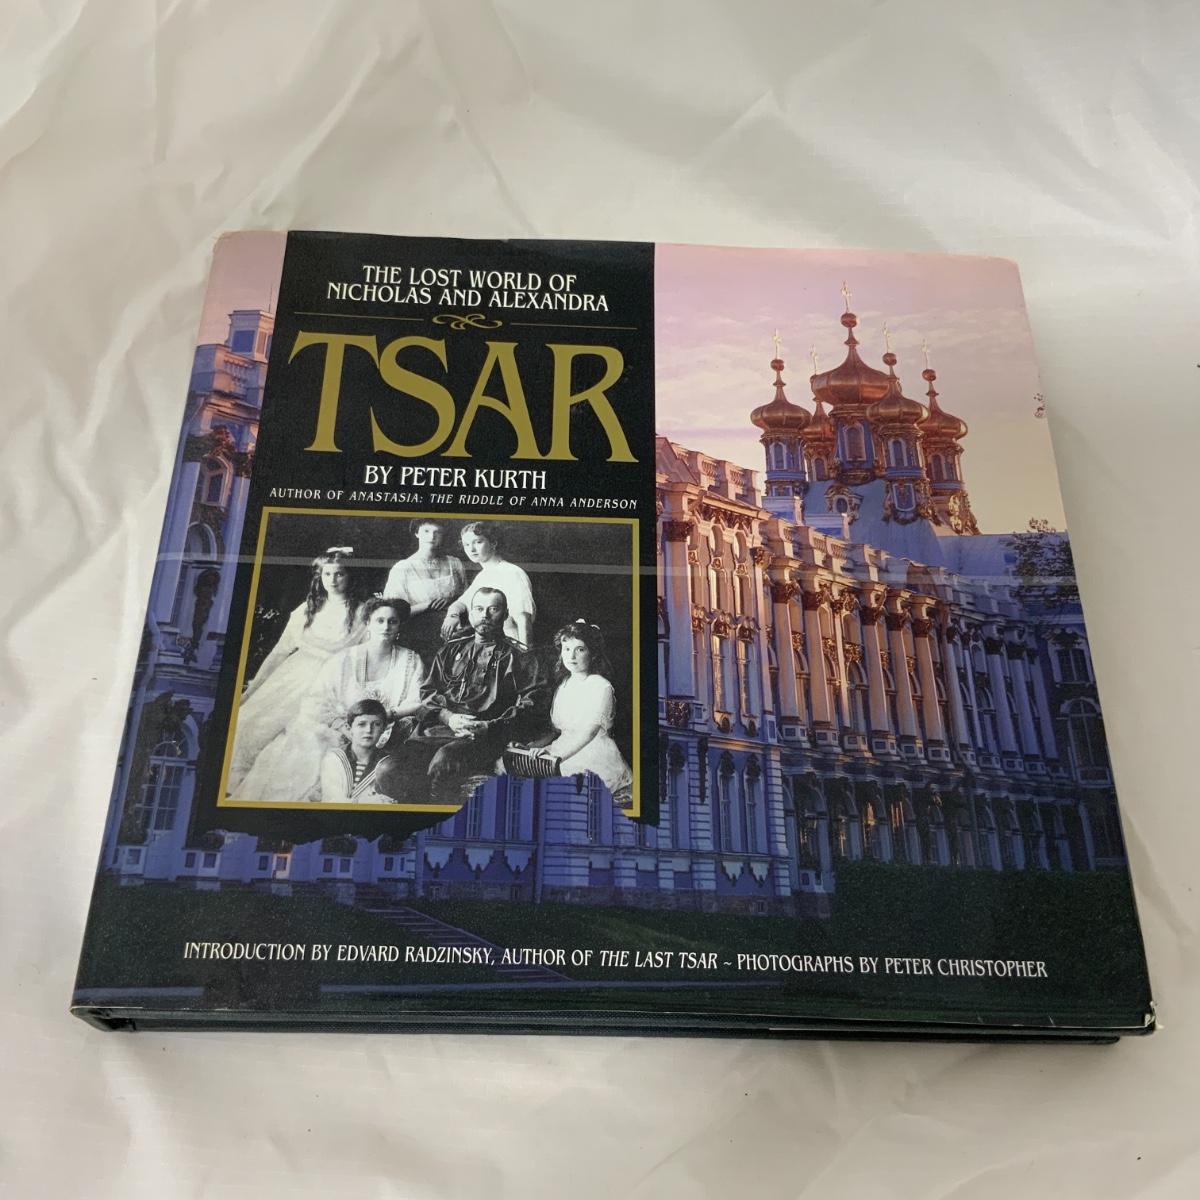 THE LOST WORLD OF
NICHOLAS AND ALEXANDRA
TSAR
BY PETER KURTH
AUTHOR OF ANASTASIA: THE RIDDLE OF ANNA ANDERSON
INTRODUCTION BY EDVARD RADZINSKY, AUTHOR OF THE LAST TSAR ~ PHOTOGRAPHS BY PETER CHRISTOPHER